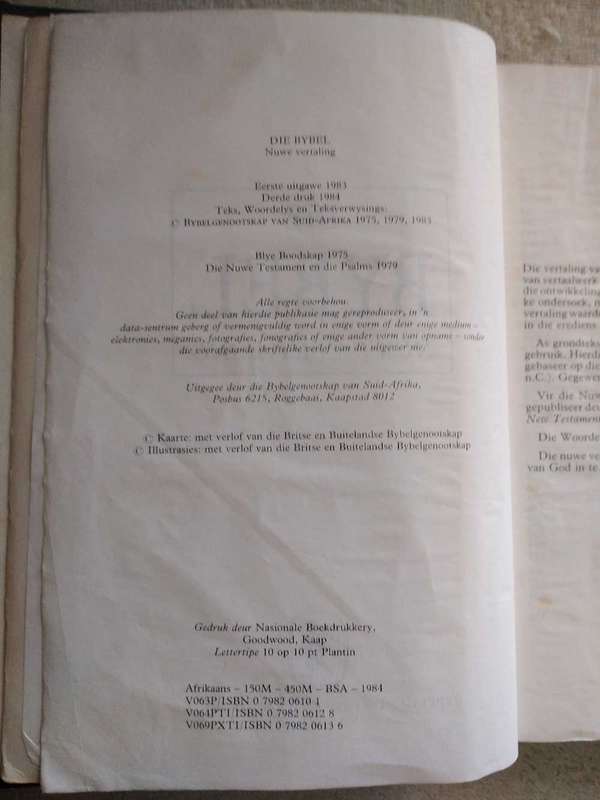 DIE BYBEL
Nuwe vertaling
Eerste uitgawe 1983
Derde druk 1984
Teks, Woordelys en Teksverwysings:
© BYBELGENOOTSKAP VAN SUID-AFRIKA 1975, 1979, 1983
Blye Boodskap 1975
Die Nuwe Testament en die Psalms 1979
Alle regte voorbehou.
Geen deel van hierdie publikasie mag gereproduseer, in 'n
data-sentrum geberg of vermenigvuldig word in enige vorm of deur enige medium –
elektronies, meganies, fotografies, fonografies of enige ander vorm van opname – sonder
die voorafgaande skriftelike verlof van die uitgewer nie.
Uitgegee deur die Bybelgenootskap van Suid-Afrika,
Posbus 6215, Roggebaai, Kaapstad 8012
© Kaarte: met verlof van die Britse en Buitelandse Bybelgenootskap
© Illustrasies: met verlof van die Britse en Buitelandse Bybelgenootskap
Gedruk deur Nasionale Boekdrukkery,
Goodwood, Kaap
Lettertipe 10 op 10 pt Plantin
Afrikaans – 150M – 450M – BSA – 1984
V063P/ISBN 0 7982 0610 1
V064PTI/ISBN 0 7982 0612 8
V069PXTI/ISBN 0 7982 0613 6
Die vertaling va
van vertaalwerk
die ontwikkeling
ke ondersoek, n
vertaling waardi
in die erediens.
As grondteks
gebruik. Hierdi
gebaseer op die
n.C.). Gegewer
Vir die Nuw
gepubliseer deu
New Testament
Die Woorde
Die nuwe ve
van God in te